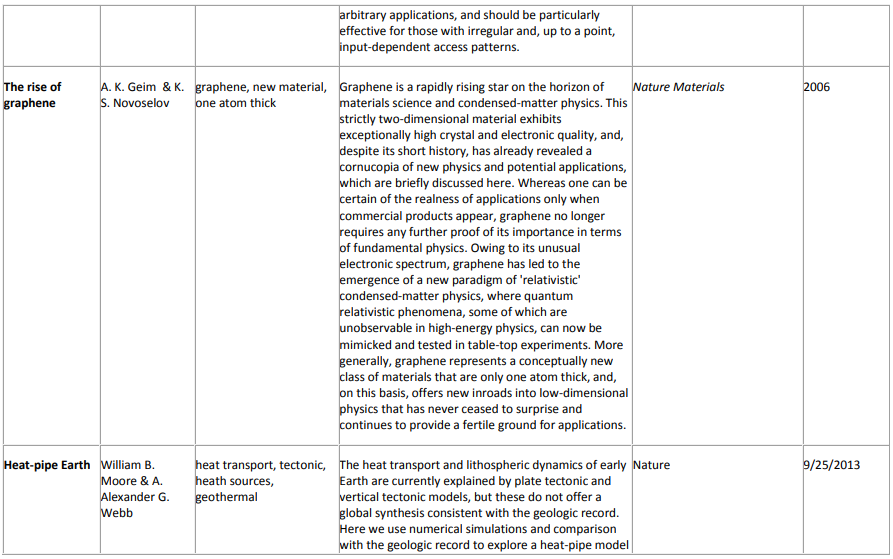 arbitrary applications, and should be particularly
effective for those with irregular and, up to a point,
input-dependent access patterns.
The rise of
graphene
A. K. Geim & K.
S. Novoselov
graphene, new material,
one atom thick
Graphene is a rapidly rising star on the horizon of
materials science and condensed-matter physics. This
strictly two-dimensional material exhibits
exceptionally high crystal and electronic quality, and,
despite its short history, has already revealed a
cornucopia of new physics and potential applications,
which are briefly discussed here. Whereas one can be
certain of the realness of applications only when
commercial products appear, graphene no longer
requires any further proof of its importance in terms
of fundamental physics. Owing to its unusual
electronic spectrum, graphene has led to the
emergence of a new paradigm of 'relativistic'
condensed-matter physics, where quantum
relativistic phenomena, some of which are
unobservable in high-energy physics, can now be
mimicked and tested in table-top experiments. More
generally, graphene represents a conceptually new
class of materials that are only one atom thick, and,
on this basis, offers new inroads into low-dimensional
physics that has never ceased to surprise and
continues to provide a fertile ground for applications.
Nature Materials
2006
Heat-pipe Earth
William B.
Moore & A.
Alexander G.
Webb
heat transport, tectonic,
heath sources,
geothermal
The heat transport and lithospheric dynamics of early
Earth are currently explained by plate tectonic and
vertical tectonic models, but these do not offer a
global synthesis consistent with the geologic record.
Here we use numerical simulations and comparison
with the geologic record to explore a heat-pipe model
Nature
9/25/2013